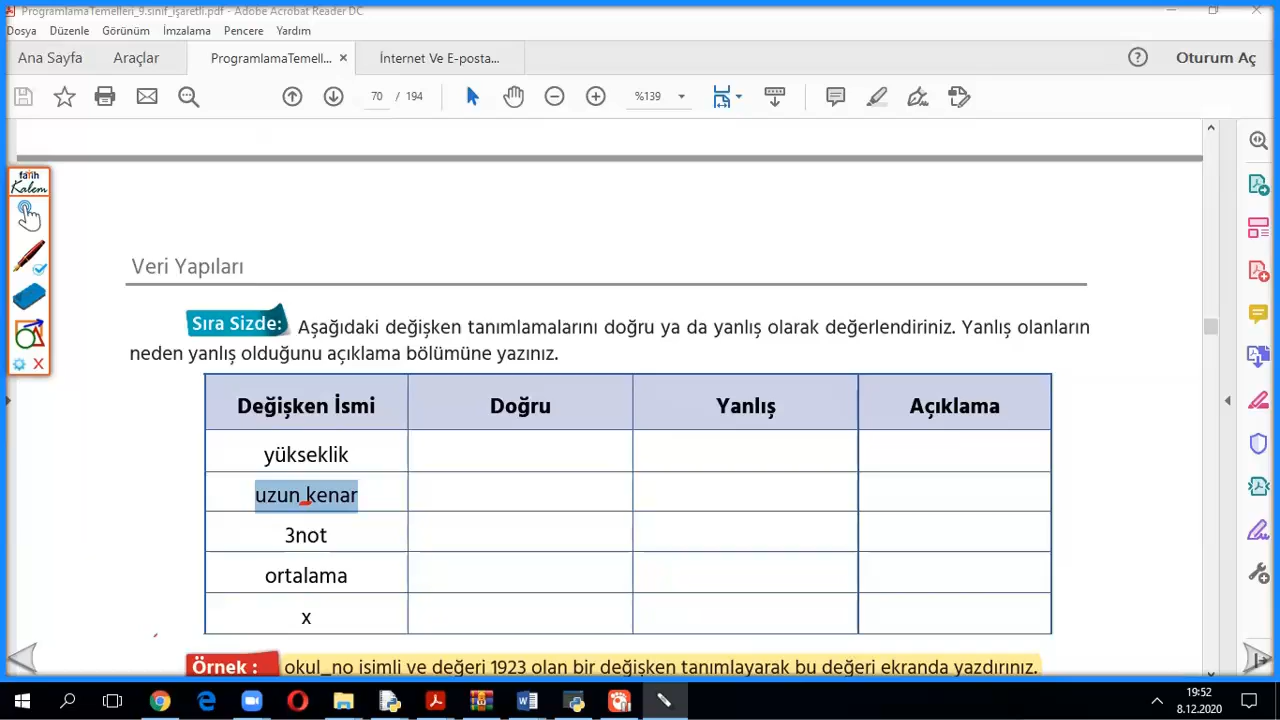 ProgramlamaTemelleri_9.sinif_işaretli.pdf - Adobe Acrobat Reader DC
Dosya Düzenle Görünüm İmzalama Pencere Yardım
Ana Sayfa Araçlar ProgramlamaTemell... İnternet Ve E-posta... Oturum Aç
70 / 194 %139
fatih
Kalem
Veri Yapıları
Sıra Sizde: Aşağıdaki değişken tanımlamalarını doğru ya da yanlış olarak değerlendiriniz. Yanlış olanların
neden yanlış olduğunu açıklama bölümüne yazınız.
Değişken İsmi Doğru Yanlış Açıklama
yükseklik
uzun kenar
3not
ortalama
x
Örnek : okul_no isimli ve değeri 1923 olan bir değişken tanımlayarak bu değeri ekranda yazdırınız.
19:52
8.12.2020